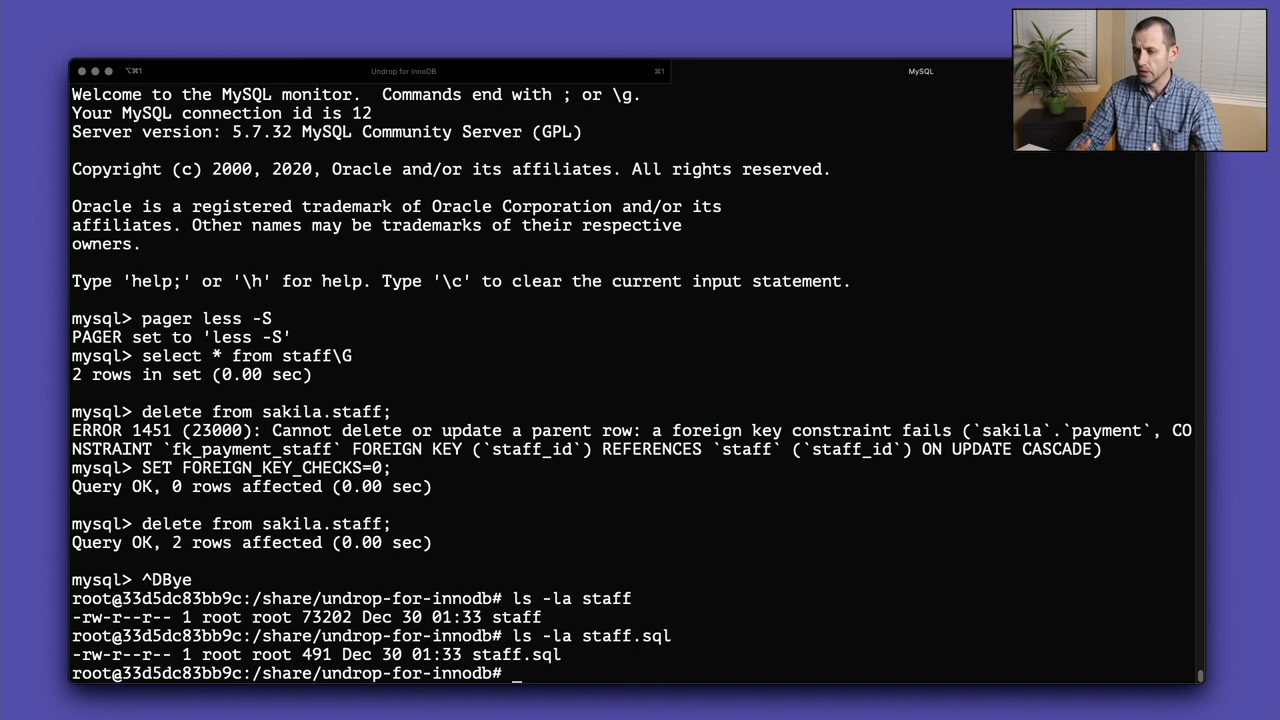 ⌥⌘1
Undrop for InnoDB
⌘1
MySQL
Welcome to the MySQL monitor.  Commands end with ; or \g.
Your MySQL connection id is 12
Server version: 5.7.32 MySQL Community Server (GPL)
Copyright (c) 2000, 2020, Oracle and/or its affiliates. All rights reserved.
Oracle is a registered trademark of Oracle Corporation and/or its
affiliates. Other names may be trademarks of their respective
owners.
Type 'help;' or '\h' for help. Type '\c' to clear the current input statement.
mysql> pager less -S
PAGER set to 'less -S'
mysql> select * from staff\G
2 rows in set (0.00 sec)
mysql> delete from sakila.staff;
ERROR 1451 (23000): Cannot delete or update a parent row: a foreign key constraint fails (`sakila`.`payment`, CO
NSTRAINT `fk_payment_staff` FOREIGN KEY (`staff_id`) REFERENCES `staff` (`staff_id`) ON UPDATE CASCADE)
mysql> SET FOREIGN_KEY_CHECKS=0;
Query OK, 0 rows affected (0.00 sec)
mysql> delete from sakila.staff;
Query OK, 2 rows affected (0.00 sec)
mysql> ^DBye
root@33d5dc83bb9c:/share/undrop-for-innodb# ls -la staff
-rw-r--r-- 1 root root 73202 Dec 30 01:33 staff
root@33d5dc83bb9c:/share/undrop-for-innodb# ls -la staff.sql
-rw-r--r-- 1 root root 491 Dec 30 01:33 staff.sql
root@33d5dc83bb9c:/share/undrop-for-innodb# _